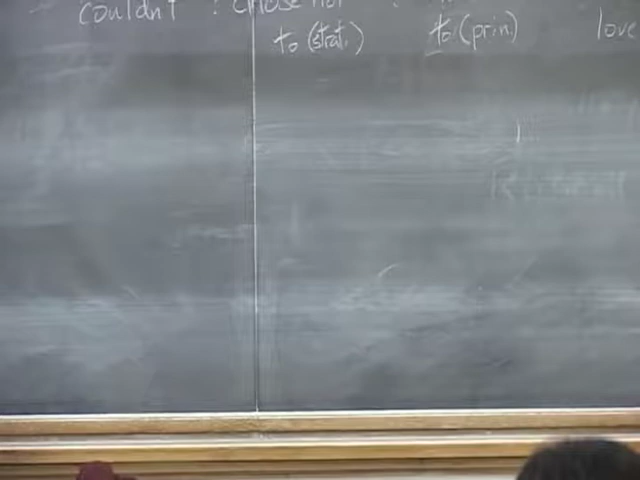 couldn't : chose not
to (strat.) to (prin.) love